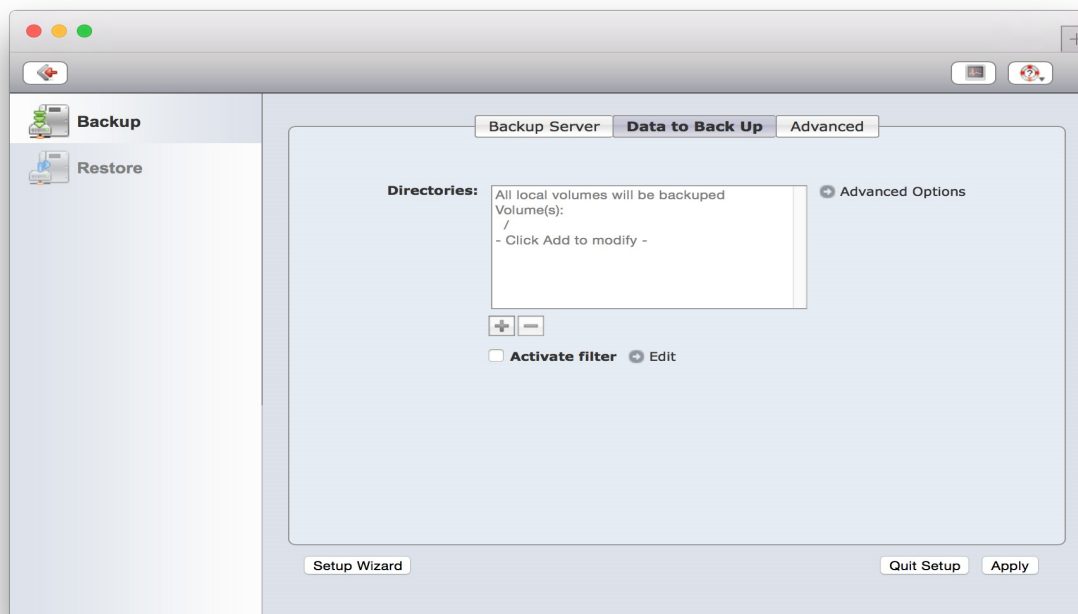 Backup
Restore
Backup Server
Data to Back Up
Advanced
Directories:
All local volumes will be backuped
Volume(s):
/
- Click Add to modify -
Advanced Options
Activate filter
Edit
Setup Wizard
Quit Setup
Apply